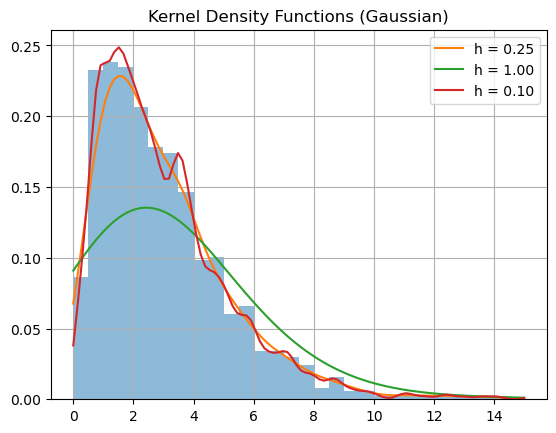 Kernel Density Functions (Gaussian)
h = 0.25
h = 1.00
h = 0.10
0.25
0.20
0.15
0.10
0.05
0.00
0 2 4 6 8 10 12 14